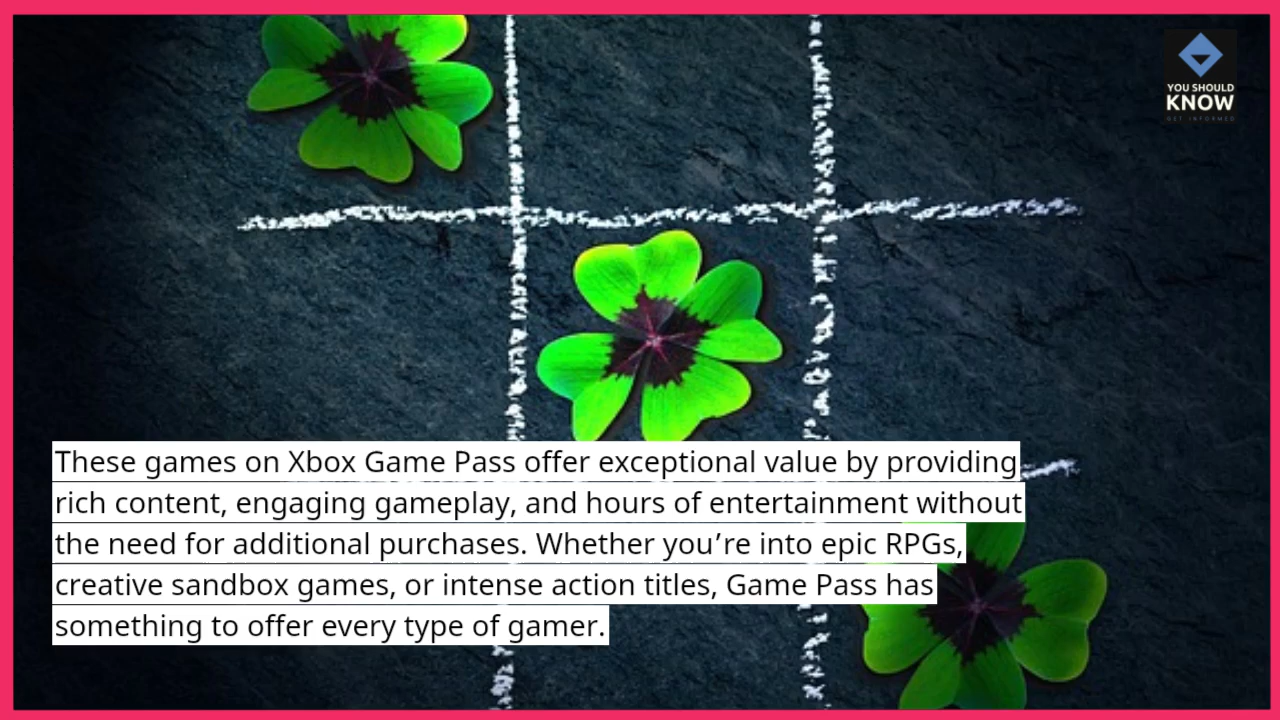 YOU SHOULD
KNOW
GET INFORMED
These games on Xbox Game Pass offer exceptional value by providing
rich content, engaging gameplay, and hours of entertainment without
the need for additional purchases. Whether you’re into epic RPGs,
creative sandbox games, or intense action titles, Game Pass has
something to offer every type of gamer.